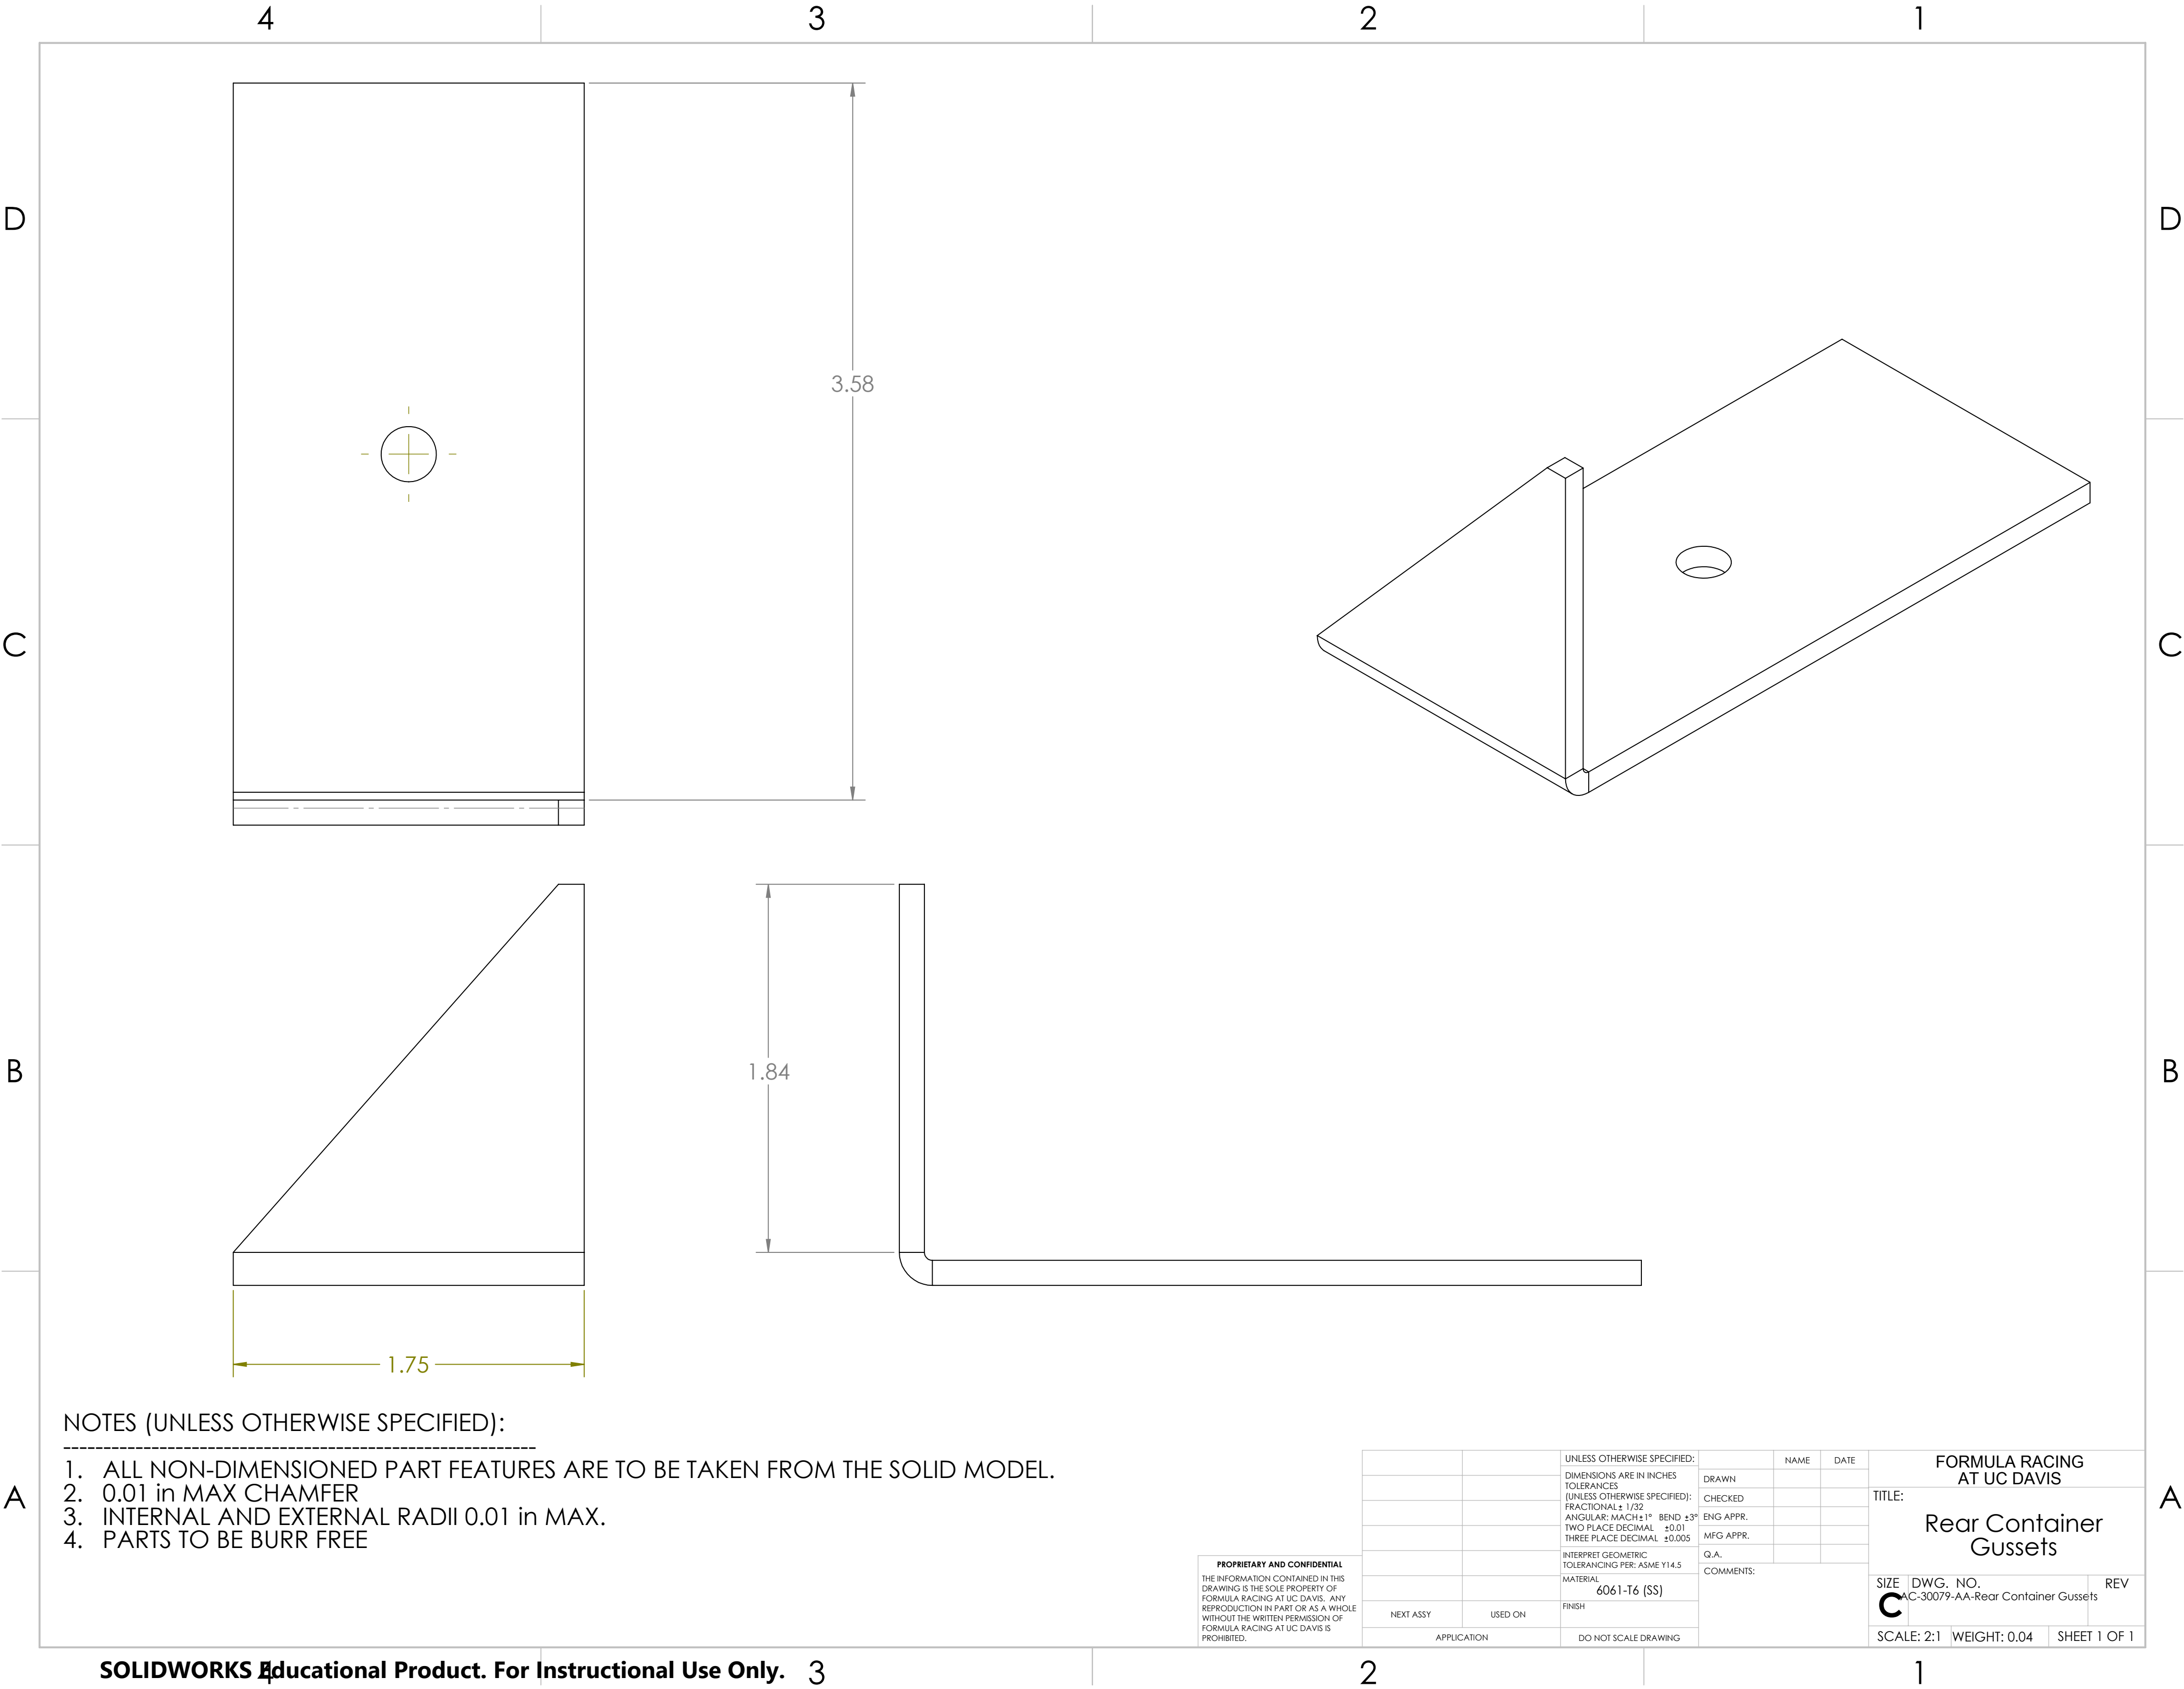 4 3 2 1
D D
3.58
C C
1.84
B B
1.75
NOTES (UNLESS OTHERWISE SPECIFIED):
-----------------------------------------------------------
1. ALL NON-DIMENSIONED PART FEATURES ARE TO BE TAKEN FROM THE SOLID MODEL.
2. 0.01 in MAX CHAMFER
3. INTERNAL AND EXTERNAL RADII 0.01 in MAX.
4. PARTS TO BE BURR FREE
A A
PROPRIETARY AND CONFIDENTIAL
THE INFORMATION CONTAINED IN THIS
DRAWING IS THE SOLE PROPERTY OF
FORMULA RACING AT UC DAVIS. ANY
REPRODUCTION IN PART OR AS A WHOLE
WITHOUT THE WRITTEN PERMISSION OF
FORMULA RACING AT UC DAVIS IS
PROHIBITED.
NEXT ASSY USED ON
APPLICATION
UNLESS OTHERWISE SPECIFIED:
DIMENSIONS ARE IN INCHES
TOLERANCES
(UNLESS OTHERWISE SPECIFIED):
FRACTIONAL± 1/32
ANGULAR: MACH±1° BEND ±3°
TWO PLACE DECIMAL ±0.01
THREE PLACE DECIMAL ±0.005
INTERPRET GEOMETRIC
TOLERANCING PER: ASME Y14.5
MATERIAL
6061-T6 (SS)
FINISH
DO NOT SCALE DRAWING
NAME DATE
DRAWN
CHECKED
ENG APPR.
MFG APPR.
Q.A.
COMMENTS:
FORMULA RACING
AT UC DAVIS
TITLE:
Rear Container
Gussets
SIZE DWG. NO. REV
C AC-30079-AA-Rear Container Gussets
SCALE: 2:1 WEIGHT: 0.04 SHEET 1 OF 1
SOLIDWORKS Educational Product. For Instructional Use Only.
4 3 2 1